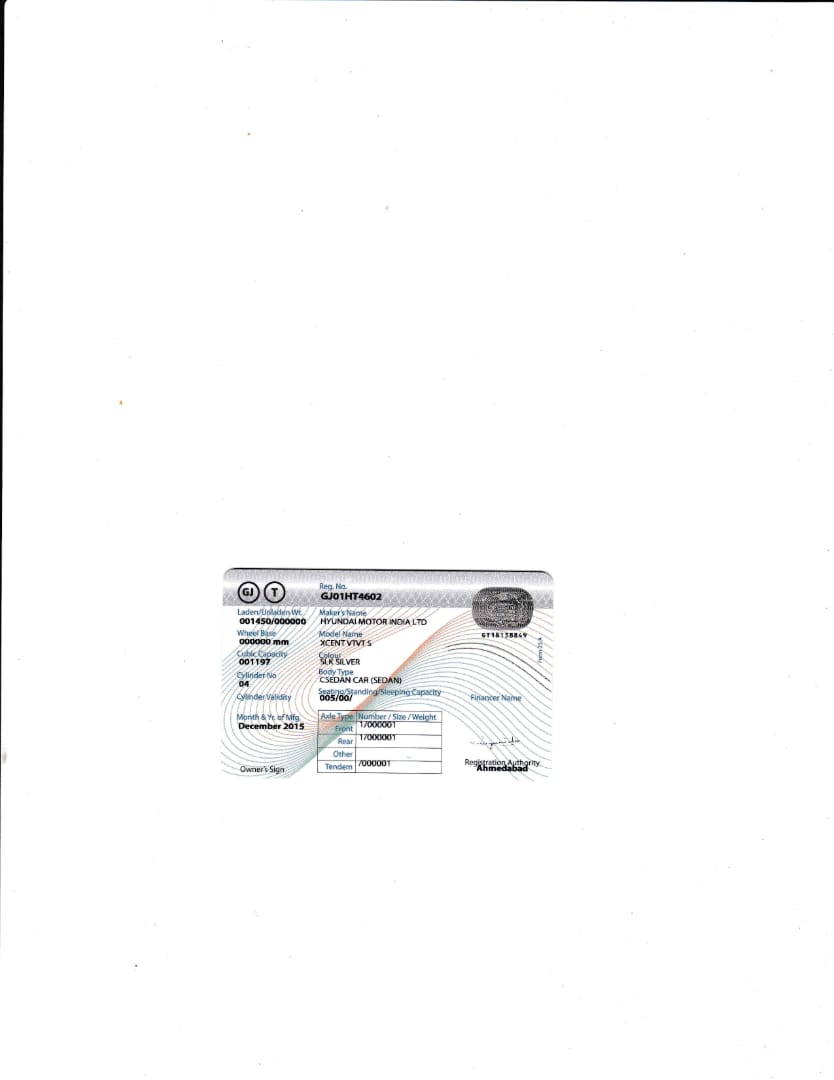 GJ T
Reg. No.
GJ01HT4602
Laden/Unladen Wt.
001450/000000
Maker's Name
HYUNDAI MOTOR INDIA LTD
GT18138849
Form 23 A
Wheel Base
000000 mm
Model Name
XCENT VTVT S
Cubic Capacity
001197
Colour
SLK SILVER
Cylinder No
04
Body Type
CSEDAN CAR (SEDAN)
Cylinder Validity
Seating/Standing/Sleeping Capacity
005/00/
Financer Name
Month & Yr. of Mfg.
December 2015
Axle Type Number / Size / Weight
Front 1/000001
Rear 1/000001
Other
Tendem /000001
Owner's Sign
Registration Authority
Ahmedabad